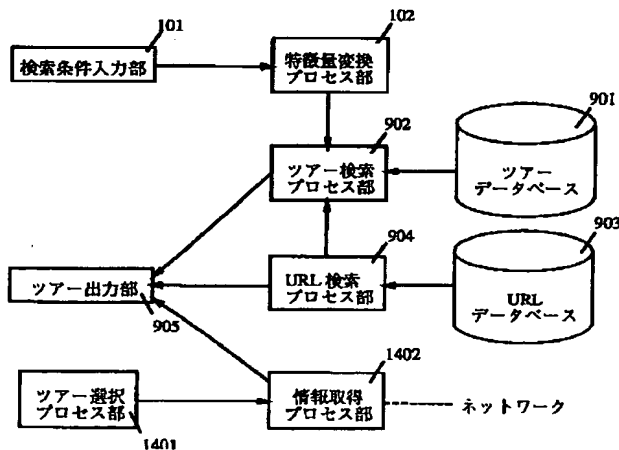 101
102
検索条件入力部
特徴量変換
プロセス部
902
901
ツアー検索
プロセス部
ツアー
データベース
904
903
URL検索
プロセス部
URL
データベース
ツアー出力部
905
1402
ツアー選択
プロセス部
情報取得
プロセス部
ネットワーク
1401